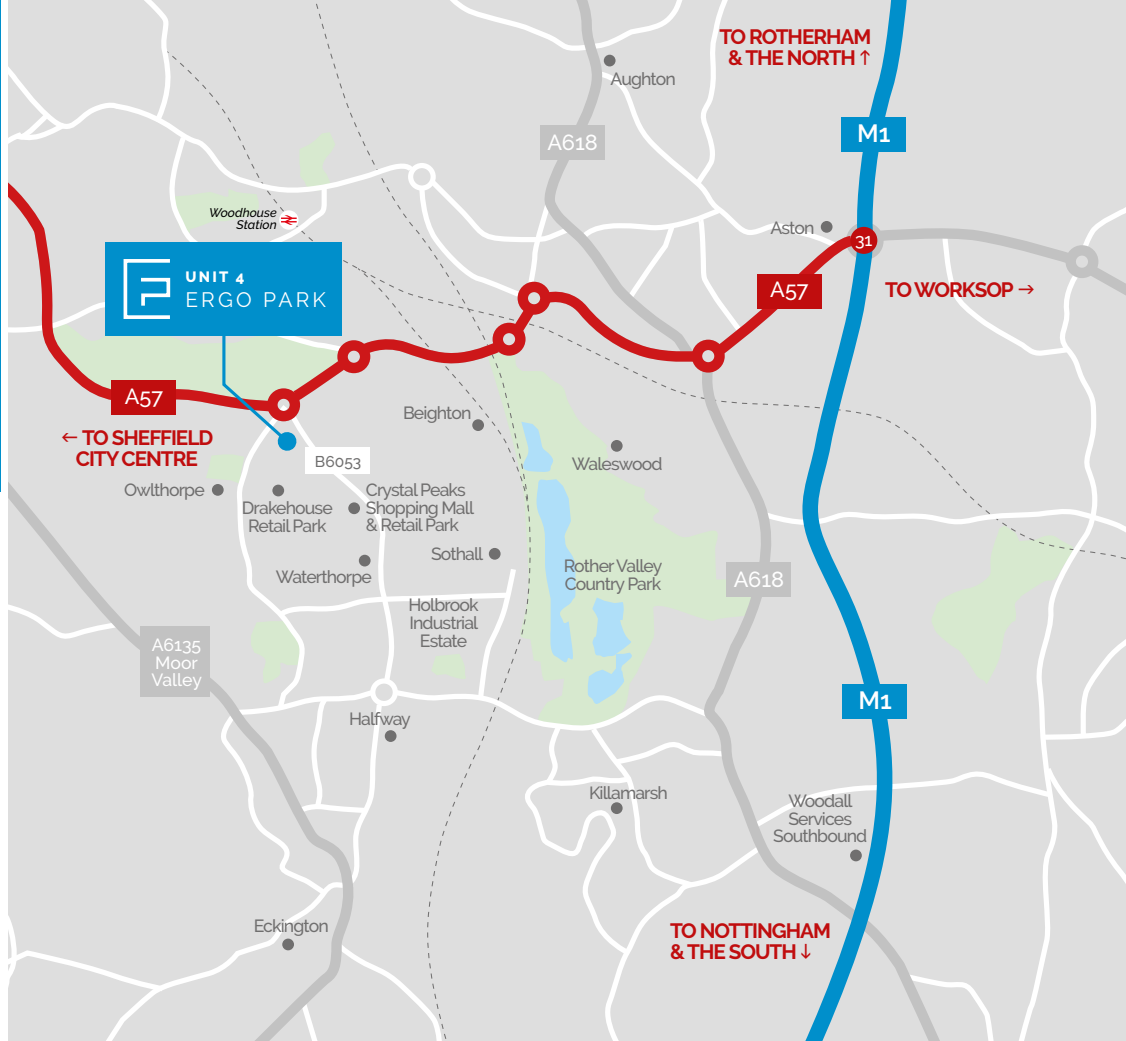 TO ROTHERHAM
& THE NORTH ↑
Aughton
M1
A618
Woodhouse
Station
Aston
31
UNIT 4
ERGO PARK
A57
TO WORKSOP →
A57
← TO SHEFFIELD
CITY CENTRE
Beighton
B6053
Waleswood
Owlthorpe
Drakehouse
Retail Park
Crystal Peaks
Shopping Mall
& Retail Park
Sothall
Waterthorpe
Rother Valley
Country Park
A618
Holbrook
Industrial
Estate
A6135
Moor
Valley
M1
Halfway
Killamarsh
Woodall
Services
Southbound
Eckington
TO NOTTINGHAM
& THE SOUTH ↓